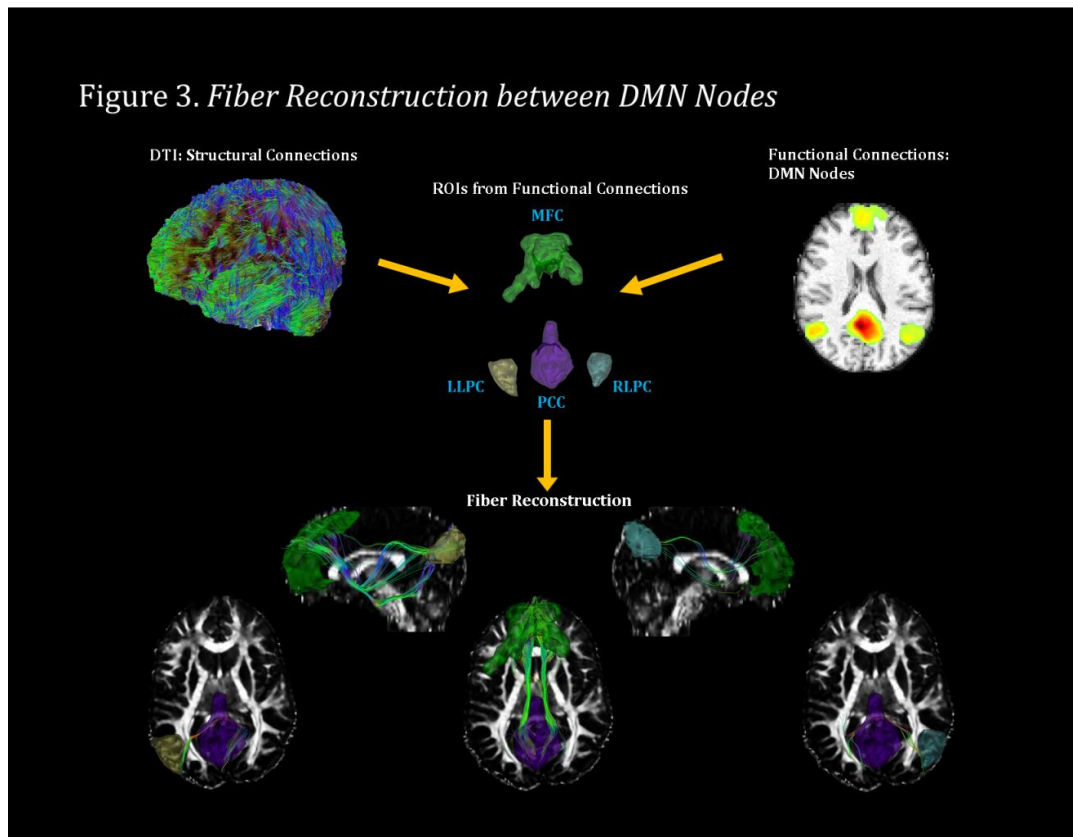 Figure 3. Fiber Reconstruction between DMN Nodes
DTI: Structural Connections
Functional Connections:
DMN Nodes
ROIs from Functional Connections
MFC
LLPC
RLPC
PCC
Fiber Reconstruction